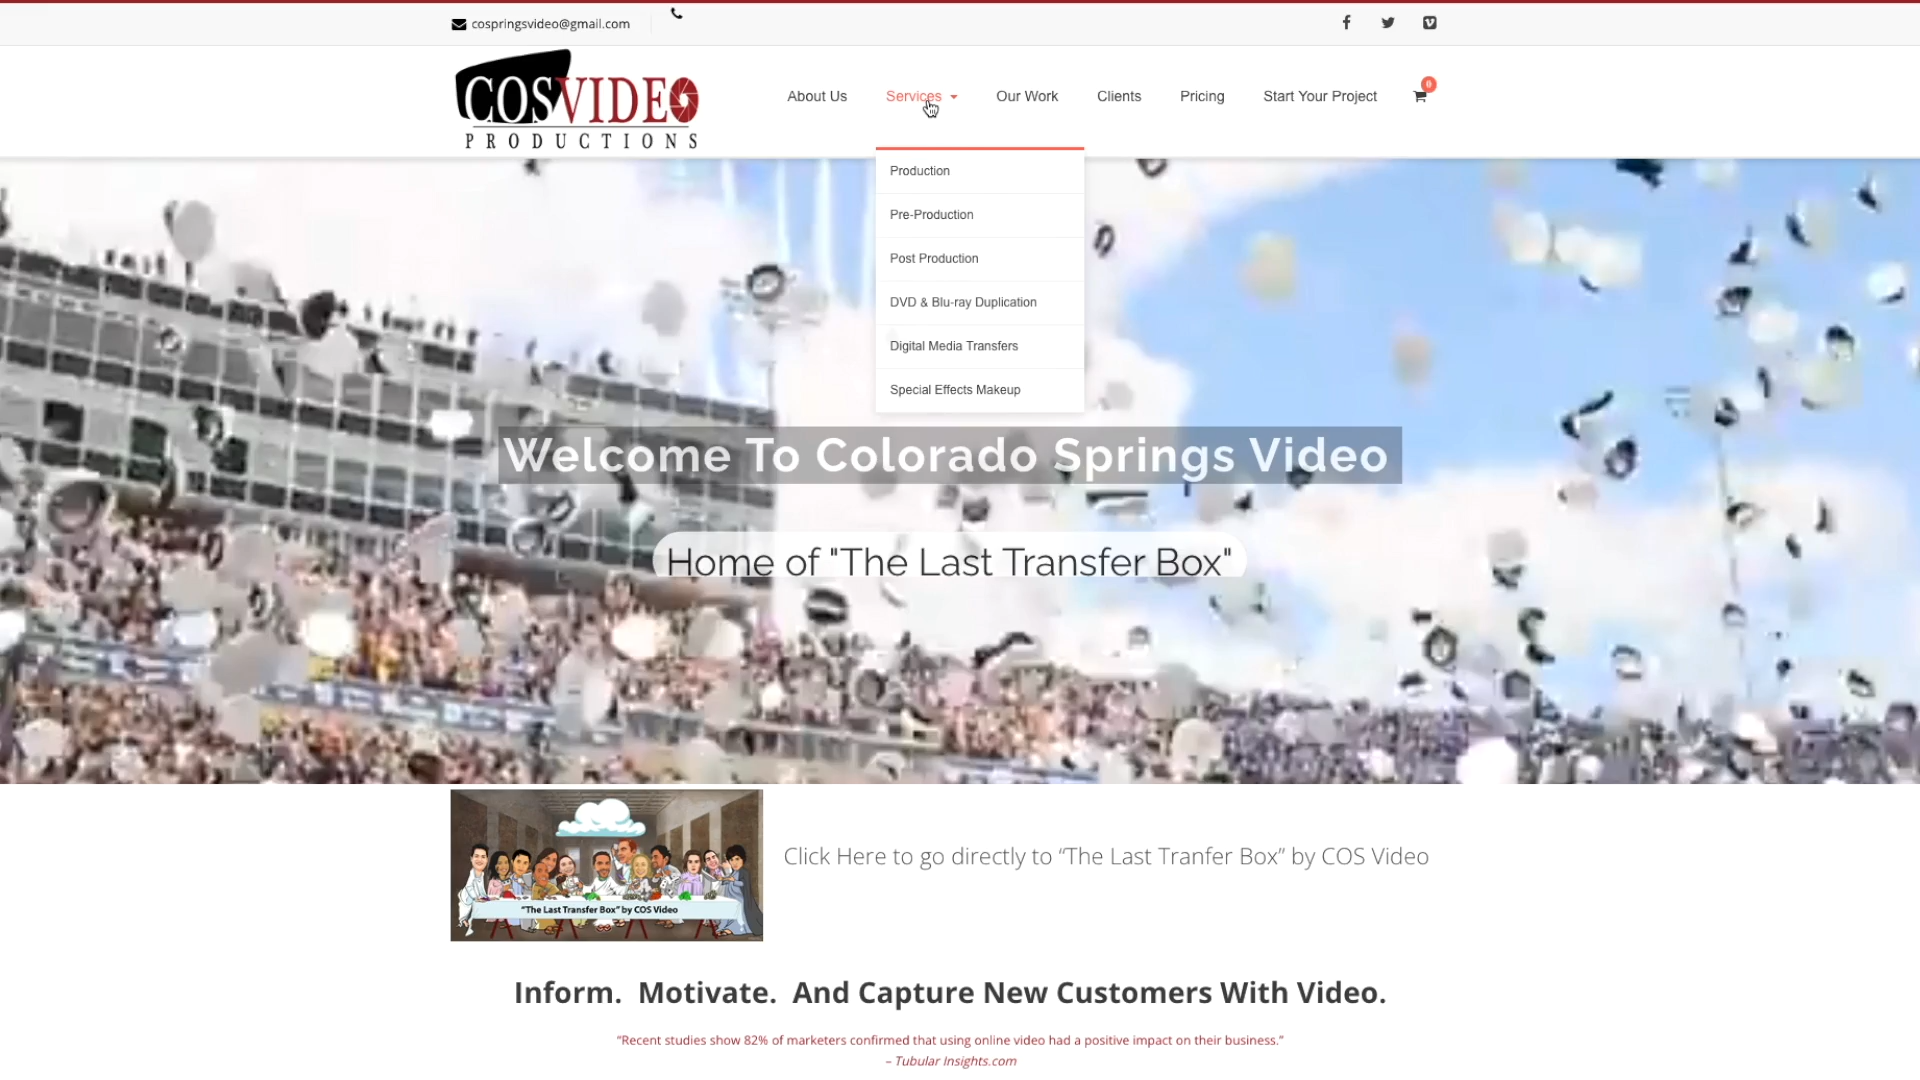 cospringsvideo@gmail.com
COSVIDEO
PRODUCTIONS
About Us
Services
Our Work
Clients
Pricing
Start Your Project
0
Production
Pre-Production
Post Production
DVD & Blu-ray Duplication
Digital Media Transfers
Special Effects Makeup
Welcome To Colorado Springs Video
Home of "The Last Transfer Box"
"The Last Transfer Box" by COS Video
Click Here to go directly to “The Last Tranfer Box” by COS Video
Inform. Motivate. And Capture New Customers With Video.
“Recent studies show 82% of marketers confirmed that using online video had a positive impact on their business.”
– Tubular Insights.com